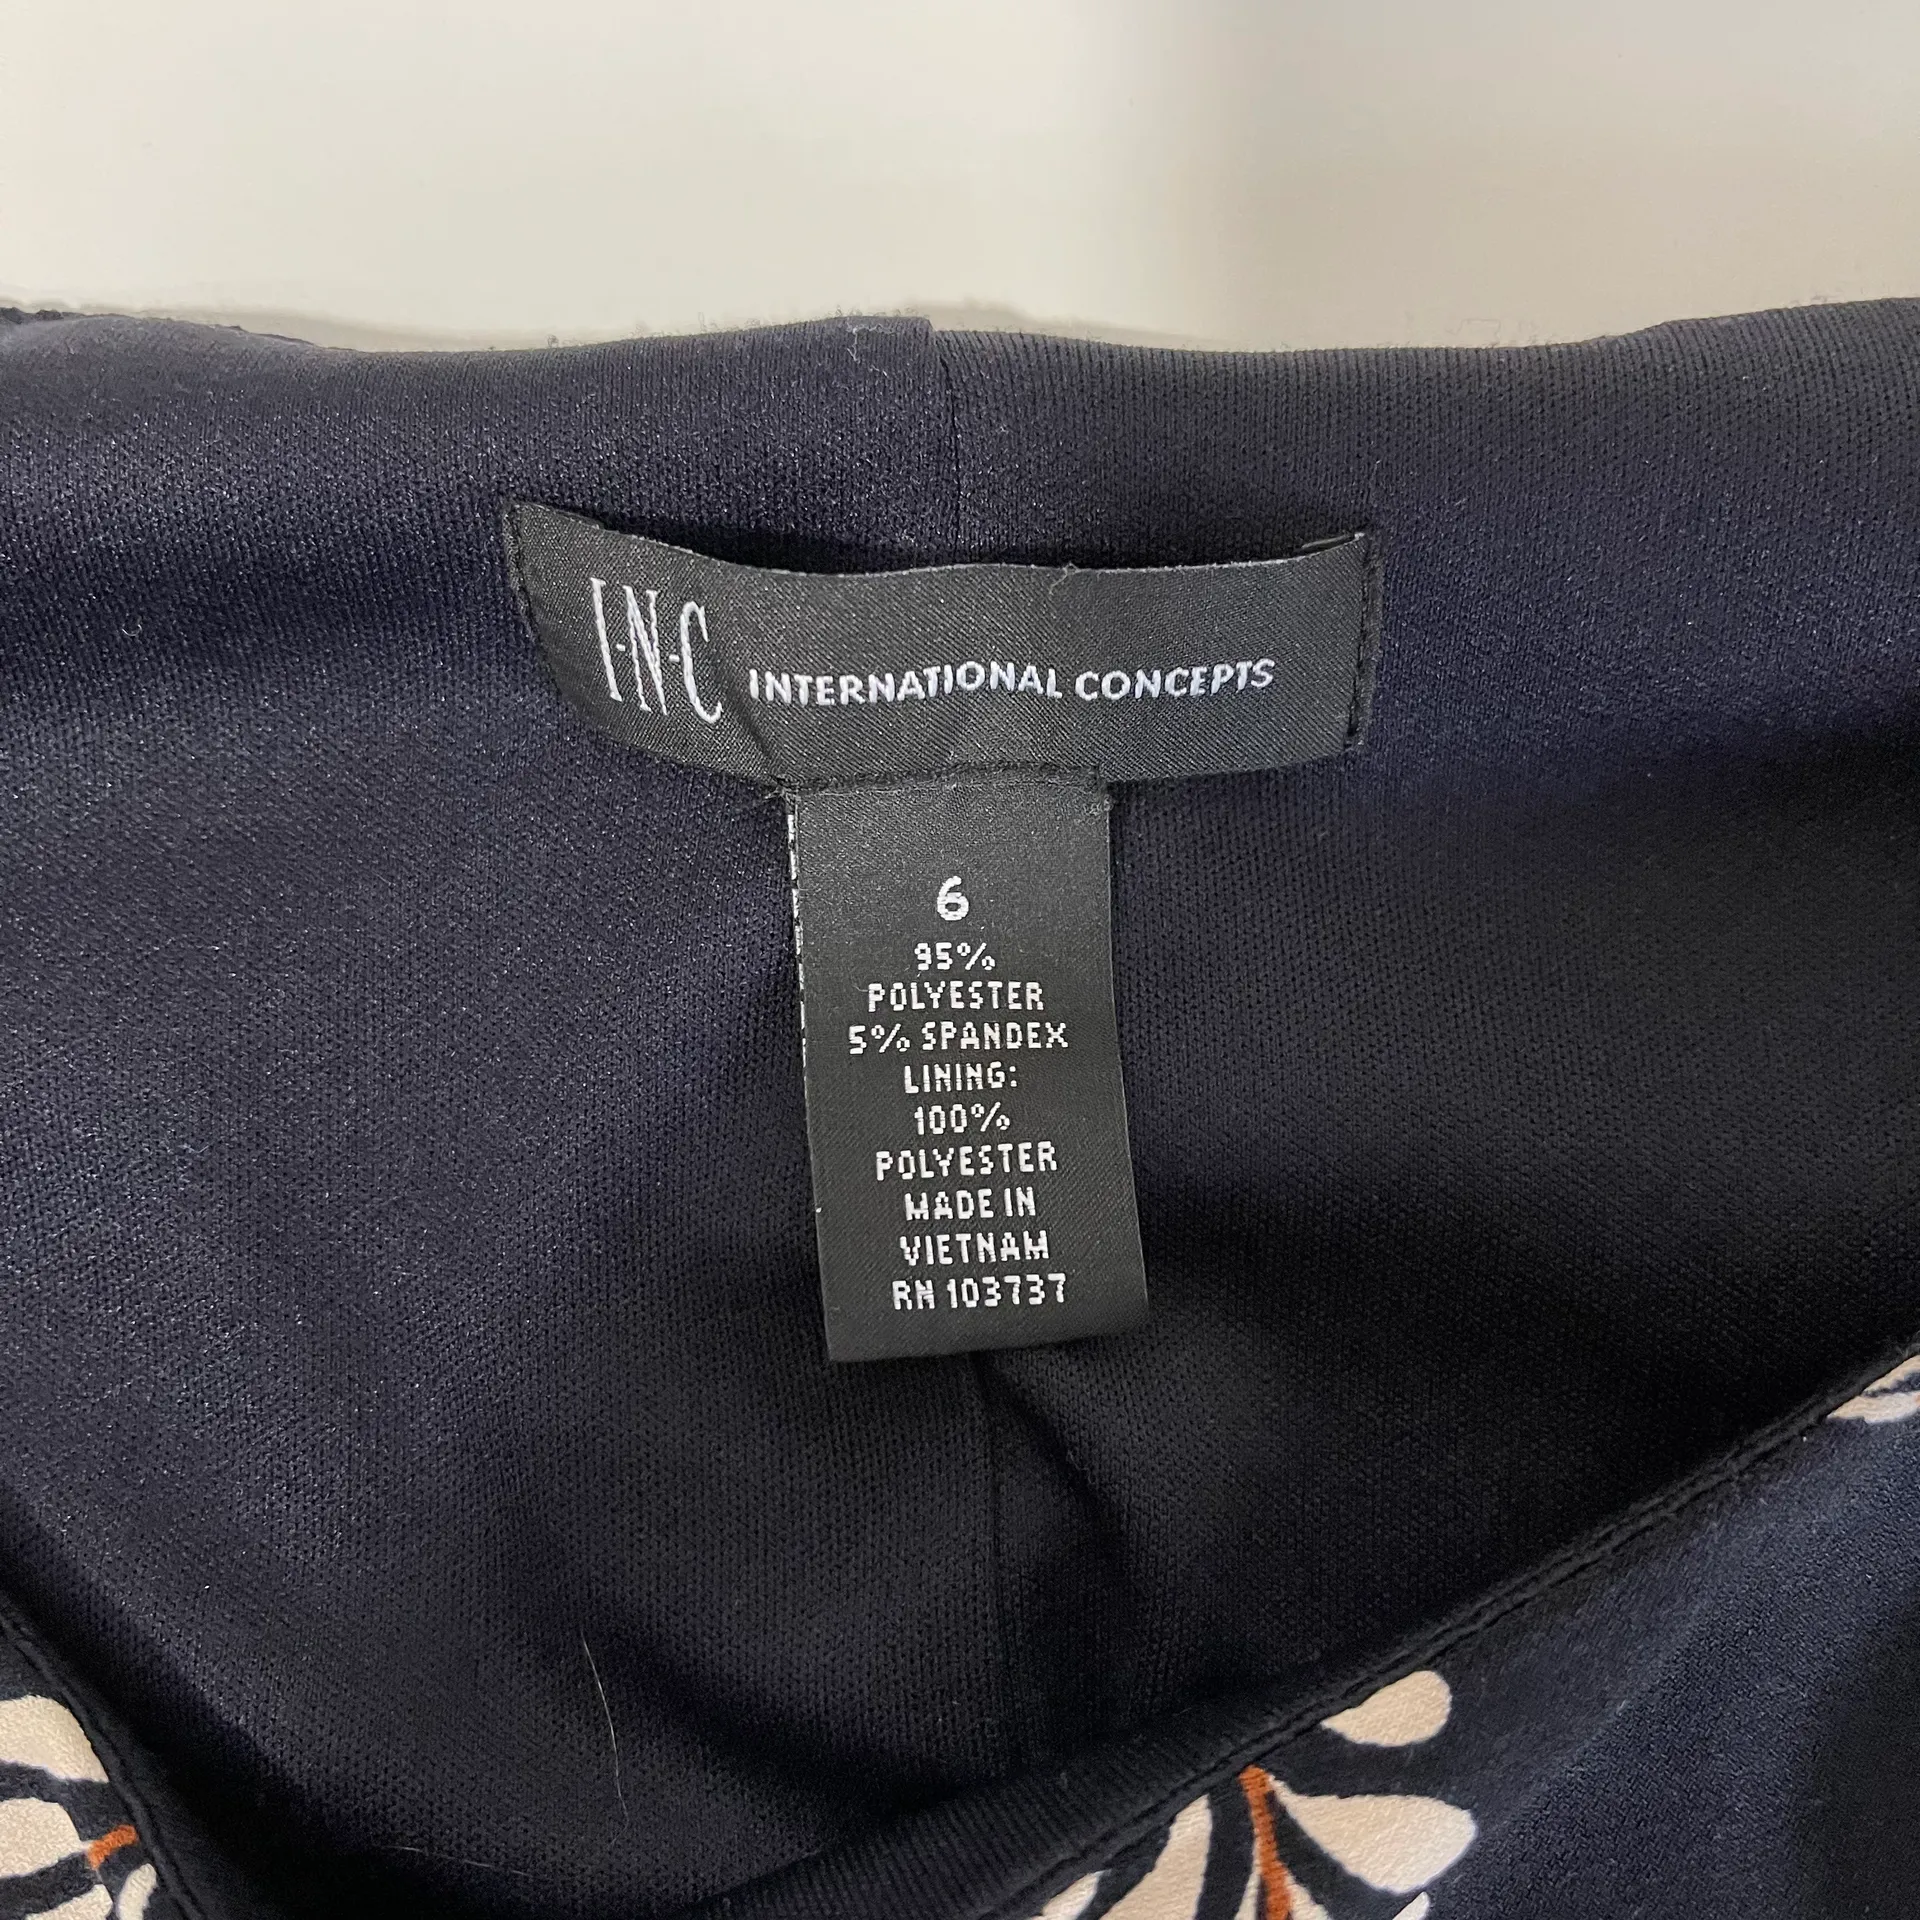 I·N·C INTERNATIONAL CONCEPTS
6
95%
POLYESTER
5% SPANDEX
LINING:
100%
POLYESTER
MADE IN
VIETNAM
RN 103737